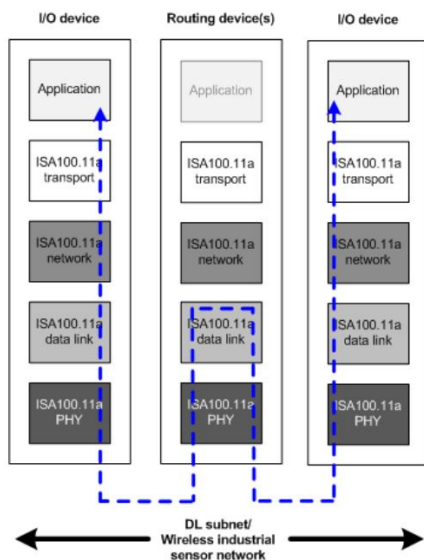 I/O device
Routing device(s)
I/O device
Application
Application
Application
ISA100.11a
transport
ISA100.11a
transport
ISA100.11a
transport
ISA100.11a
network
ISA100.11a
network
ISA100.11a
network
ISA100.11a
data link
ISA100.11a
data link
ISA100.11a
data link
ISA100.11a
PHY
ISA100.11a
PHY
ISA100.11a
PHY
DL subnet/
Wireless industrial
sensor network